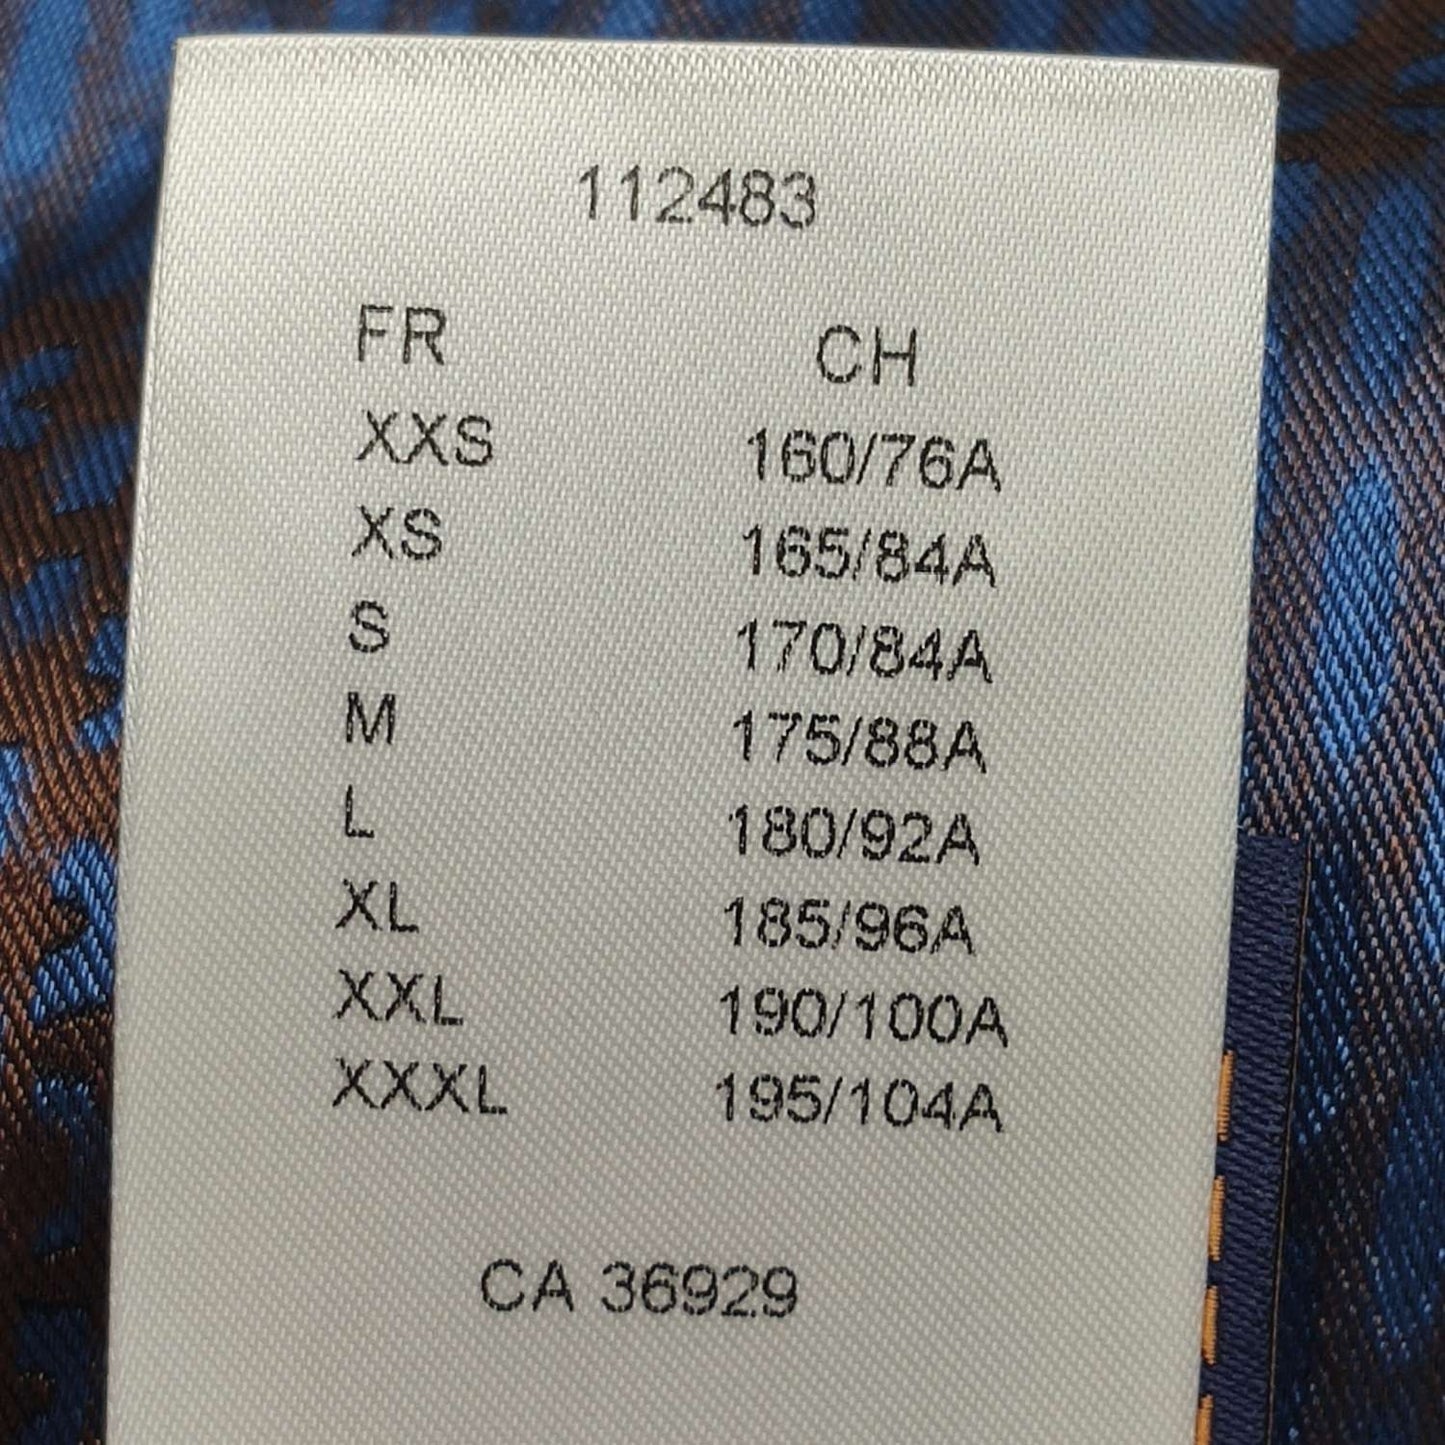 112483
FR CH
XXS 160/76A
XS 165/84A
S 170/84A
M 175/88A
L 180/92A
XL 185/96A
XXL 190/100A
XXXL 195/104A
CA 36929